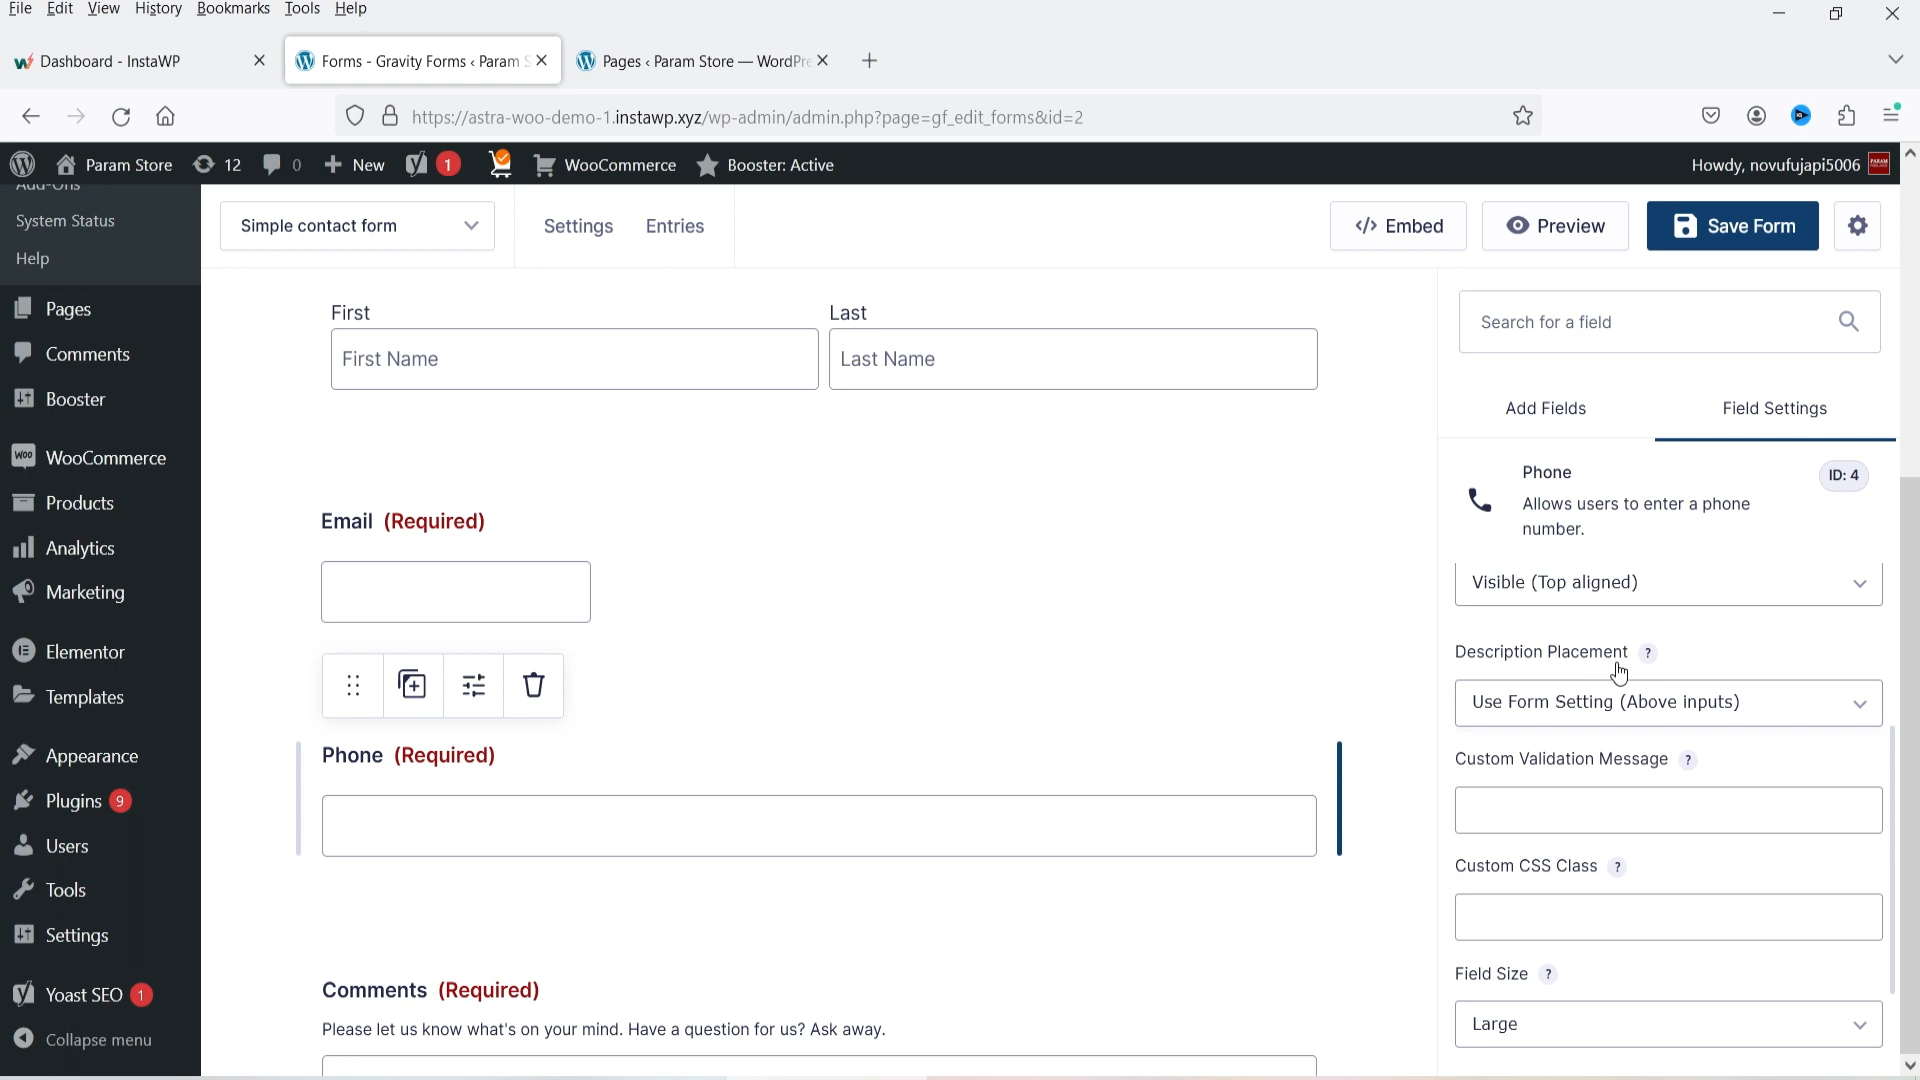 File Edit View History Bookmarks Tools Help
Dashboard - InstaWP
Forms - Gravity Forms ‹ Param S
Pages ‹ Param Store — WordPre
https://astra-woo-demo-1.instawp.xyz/wp-admin/admin.php?page=gf_edit_forms&id=2
Param Store 12 0 New 1 WooCommerce Booster: Active
Howdy, novufujapi5006
Add-Ons
System Status
Help
Pages
Comments
Booster
WooCommerce
Products
Analytics
Marketing
Elementor
Templates
Appearance
Plugins 9
Users
Tools
Settings
Yoast SEO 1
Collapse menu
Simple contact form
Settings Entries
</> Embed
Preview
Save Form
First
First Name
Last
Last Name
Email (Required)
Phone (Required)
Comments (Required)
Please let us know what's on your mind. Have a question for us? Ask away.
Search for a field
Add Fields
Field Settings
Phone
ID: 4
Allows users to enter a phone
number.
Visible (Top aligned)
Description Placement ?
Use Form Setting (Above inputs)
Custom Validation Message ?
Custom CSS Class ?
Field Size ?
Large